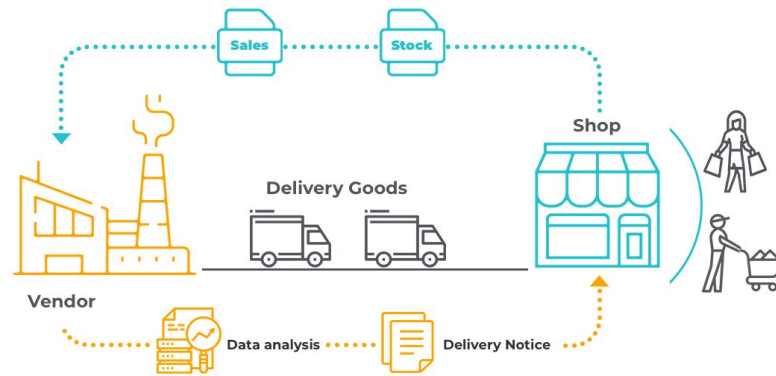 Sales
Stock
Shop
Delivery Goods
Vendor
Data analysis
Delivery Notice